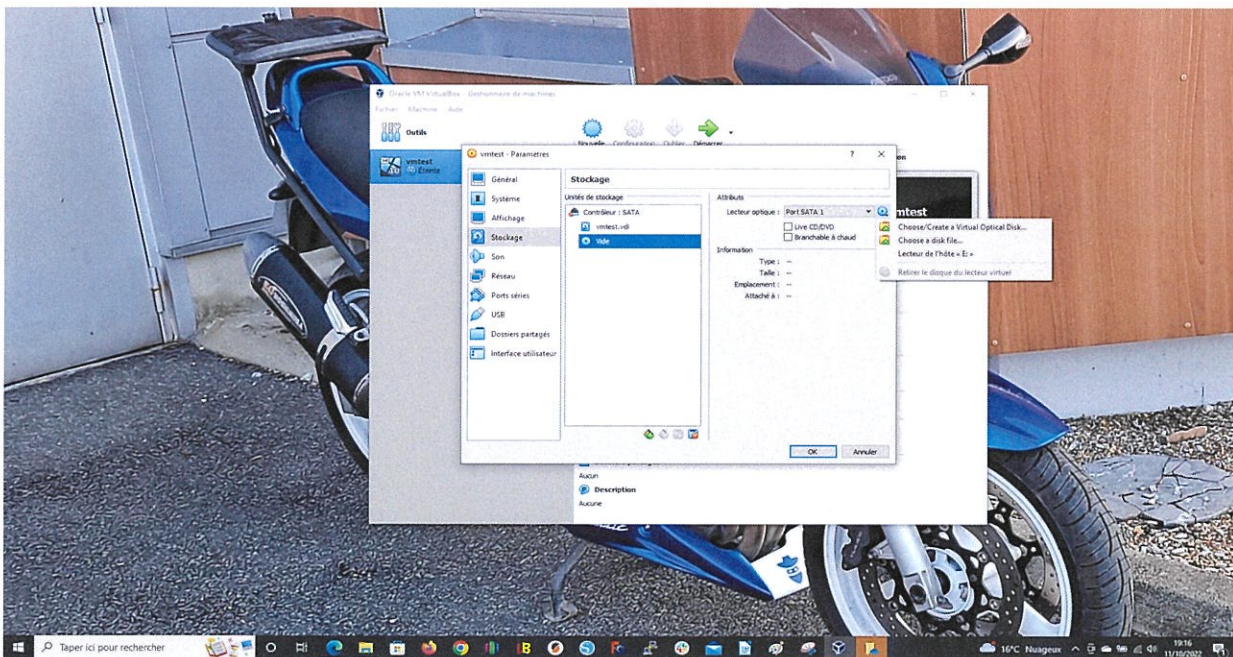 Oracle VM VirtualBox - Gestionnaire de machines
Fichier Machine Aide
Outils
Nouvelle Configuration Oublier Démarrer
vmtest
Éteinte
vmtest - Paramètres
? ×
Général
Système
Affichage
Stockage
Son
Réseau
Ports séries
USB
Dossiers partagés
Interface utilisateur
Stockage
Unités de stockage
Contrôleur : SATA
vmtest.vdi
Vide
Attributs
Lecteur optique : Port SATA 1
Live CD/DVD
Branchable à chaud
Information
Type : --
Taille : --
Emplacement : --
Attaché à : --
Choose/Create a Virtual Optical Disk...
Choose a disk file...
Lecteur de l'hôte « E: »
Retirer le disque du lecteur virtuel
OK Annuler
Aucun
Description
Aucune
Taper ici pour rechercher
16°C Nuageux
19:16
11/10/2022